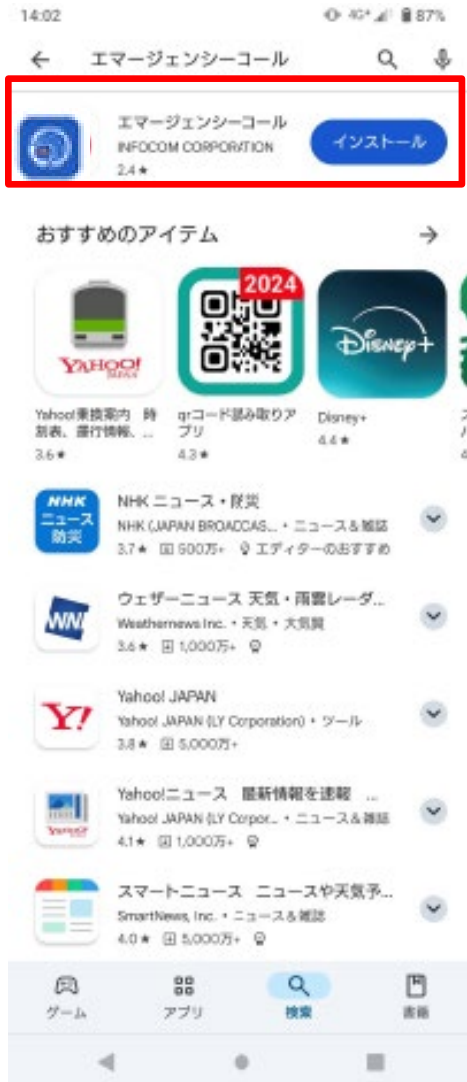 14:02
4G+ 87%
エマージェンシーコール
エマージェンシーコール
INFOCOM CORPORATION
インストール
2.4★
おすすめのアイテム
YAHOO!
JAPAN
2024
Disney+
Yahoo!乗換案内 時
刻表、運行情報、...
3.6★
qrコード読み取りア
プリ
4.3★
Disney+
4.4★
NHK
ニュース
防災
NHK ニュース・防災
NHK (JAPAN BROADCAS... • ニュース&雑誌
3.7★ 500万+ エディターのおすすめ
WNI
ウェザーニュース 天気・雨雲レーダ...
Weathernews Inc. • 天気・大気質
3.6★ 1,000万+
Y!
Yahoo! JAPAN
Yahoo! JAPAN (LY Corporation) • ツール
3.8★ 5,000万+
Yahoo!ニュース 最新情報を速報 ...
Yahoo! JAPAN (LY Corpor... • ニュース&雑誌
4.1★ 1,000万+
スマートニュース ニュースや天気予...
SmartNews, Inc. • ニュース&雑誌
4.0★ 5,000万+
ゲーム
アプリ
検索
書籍